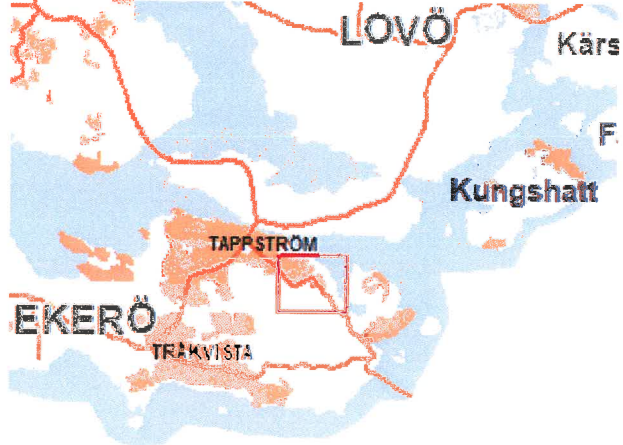 LOVÖ
Kärs
F
Kungshatt
TAPPSTRÖM
EKERÖ
TRÄKVISTA